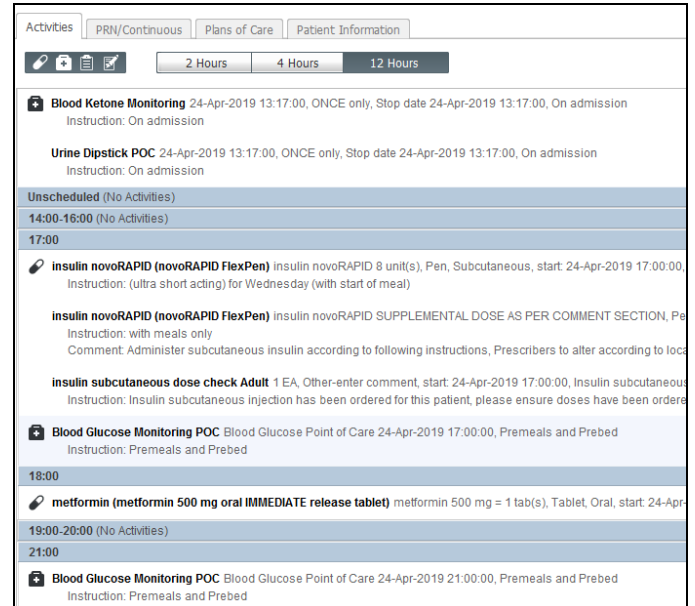 Activities PRN/Continuous Plans of Care Patient Information
2 Hours 4 Hours 12 Hours
Blood Ketone Monitoring 24-Apr-2019 13:17:00, ONCE only, Stop date 24-Apr-2019 13:17:00, On admission
Instruction: On admission
Urine Dipstick POC 24-Apr-2019 13:17:00, ONCE only, Stop date 24-Apr-2019 13:17:00, On admission
Instruction: On admission
Unscheduled (No Activities)
14:00-16:00 (No Activities)
17:00
insulin novoRAPID (novoRAPID FlexPen) insulin novoRAPID 8 unit(s), Pen, Subcutaneous, start: 24-Apr-2019 17:00:00,
Instruction: (ultra short acting) for Wednesday (with start of meal)
insulin novoRAPID (novoRAPID FlexPen) insulin novoRAPID SUPPLEMENTAL DOSE AS PER COMMENT SECTION, Pe
Instruction: with meals only
Comment: Administer subcutaneous insulin according to following instructions, Prescribers to alter according to loca
insulin subcutaneous dose check Adult 1 EA, Other-enter comment, start: 24-Apr-2019 17:00:00, Insulin subcutaneous
Instruction: Insulin subcutaneous injection has been ordered for this patient, please ensure doses have been ordere
Blood Glucose Monitoring POC Blood Glucose Point of Care 24-Apr-2019 17:00:00, Premeals and Prebed
Instruction: Premeals and Prebed
18:00
metformin (metformin 500 mg oral IMMEDIATE release tablet) metformin 500 mg = 1 tab(s), Tablet, Oral, start: 24-Apr-
19:00-20:00 (No Activities)
21:00
Blood Glucose Monitoring POC Blood Glucose Point of Care 24-Apr-2019 21:00:00, Premeals and Prebed
Instruction: Premeals and Prebed